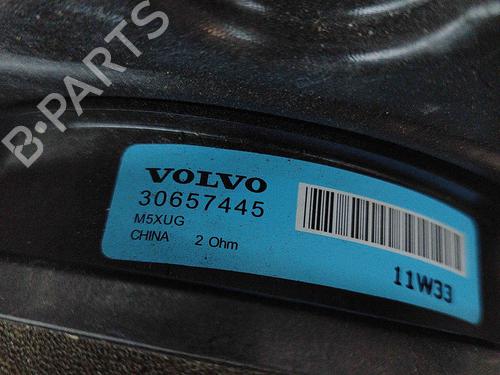 B-PARTS
VOLVO
30657445
M5XUG
CHINA 2 Ohm
11W33